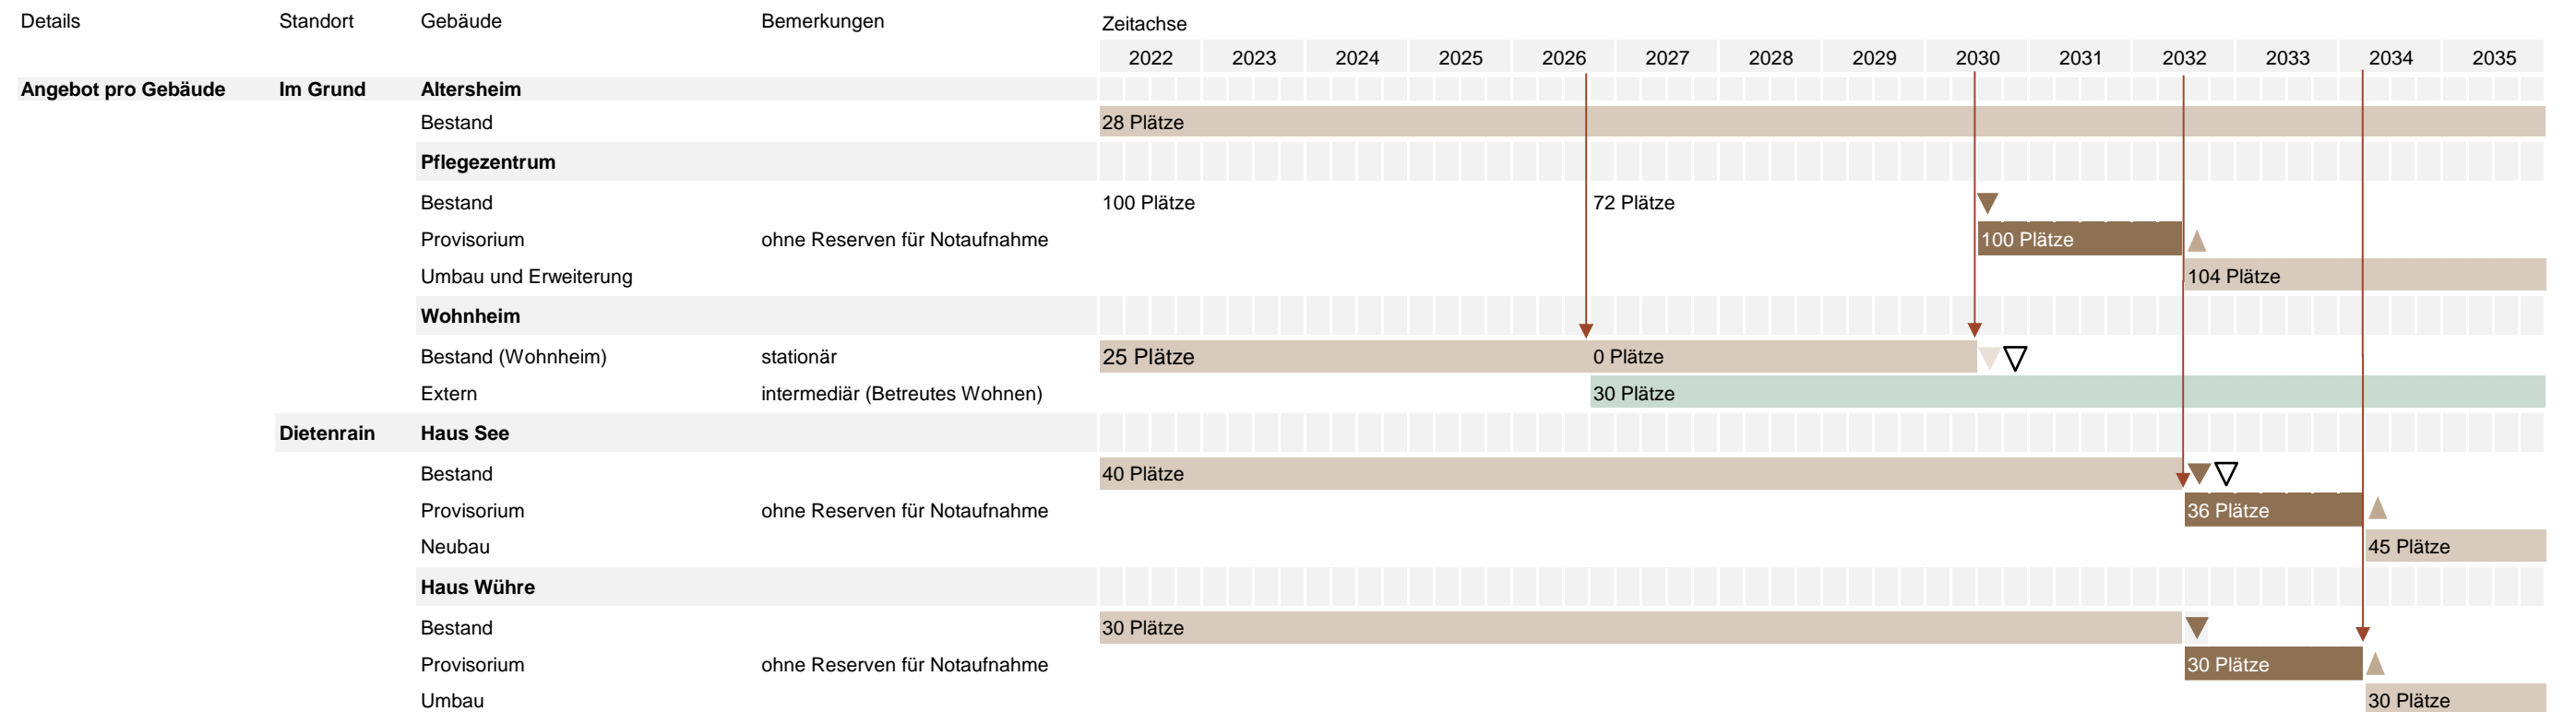 Details Standort Gebäude Bemerkungen Zeitachse
2022 2023 2024 2025 2026 2027 2028 2029 2030 2031 2032 2033 2034 2035
Angebot pro Gebäude Im Grund Altersheim
Bestand 28 Plätze
Pflegezentrum
Bestand 100 Plätze 72 Plätze
Provisorium ohne Reserven für Notaufnahme 100 Plätze
Umbau und Erweiterung 104 Plätze
Wohnheim
Bestand (Wohnheim) stationär 25 Plätze 0 Plätze
Extern intermediär (Betreutes Wohnen) 30 Plätze
Dietenrain Haus See
Bestand 40 Plätze
Provisorium ohne Reserven für Notaufnahme 36 Plätze
Neubau 45 Plätze
Haus Wühre
Bestand 30 Plätze
Provisorium ohne Reserven für Notaufnahme 30 Plätze
Umbau 30 Plätze